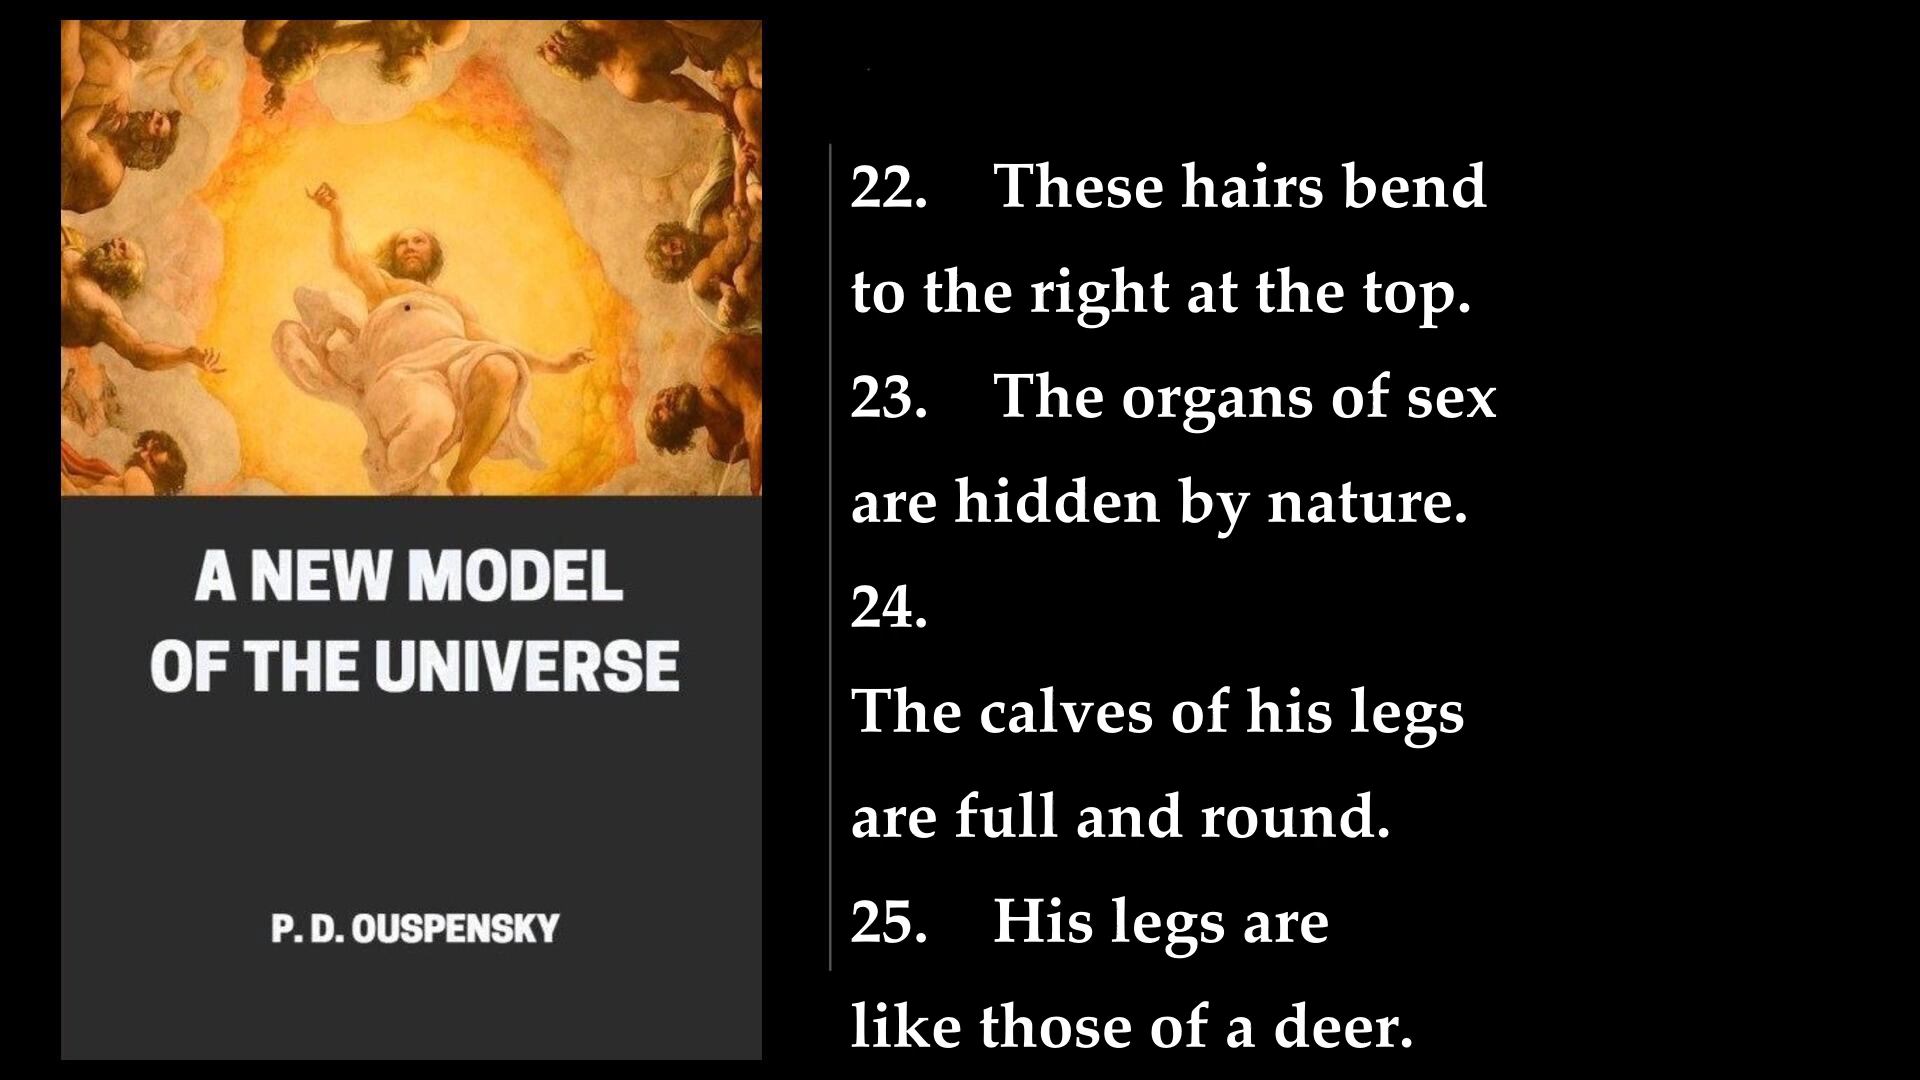 A NEW MODEL
OF THE UNIVERSE
P. D. OUSPENSKY
22. These hairs bend
to the right at the top.
23. The organs of sex
are hidden by nature.
24.
The calves of his legs
are full and round.
25. His legs are
like those of a deer.